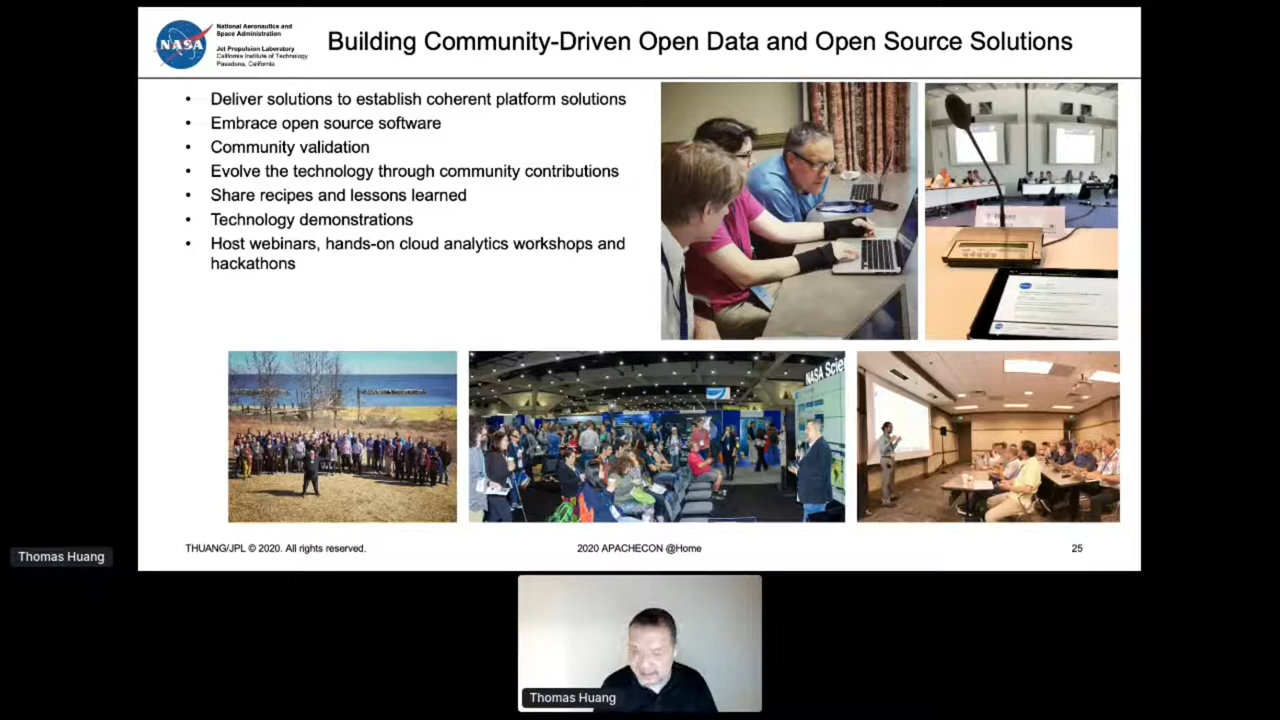 National Aeronautics and
Space Administration
Jet Propulsion Laboratory
California Institute of Technology
Pasadena, California
NASA
Building Community-Driven Open Data and Open Source Solutions
• Deliver solutions to establish coherent platform solutions
• Embrace open source software
• Community validation
• Evolve the technology through community contributions
• Share recipes and lessons learned
• Technology demonstrations
• Host webinars, hands-on cloud analytics workshops and
hackathons
NASA
THUANG/JPL © 2020. All rights reserved.
2020 APACHECON @Home
25
Thomas Huang
Thomas Huang